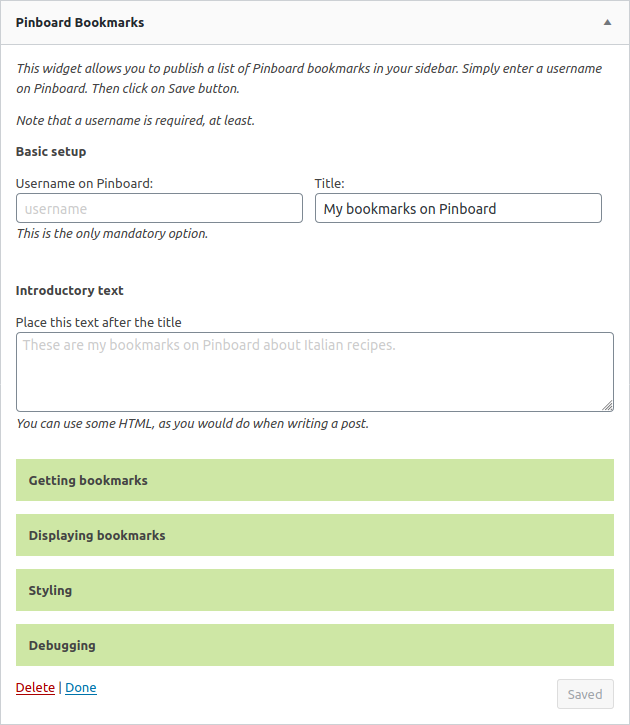 Pinboard Bookmarks
This widget allows you to publish a list of Pinboard bookmarks in your sidebar. Simply enter a username
on Pinboard. Then click on Save button.
Note that a username is required, at least.
Basic setup
Username on Pinboard: Title:
username My bookmarks on Pinboard
This is the only mandatory option.
Introductory text
Place this text after the title
These are my bookmarks on Pinboard about Italian recipes.
You can use some HTML, as you would do when writing a post.
Getting bookmarks
Displaying bookmarks
Styling
Debugging
Delete | Done Saved